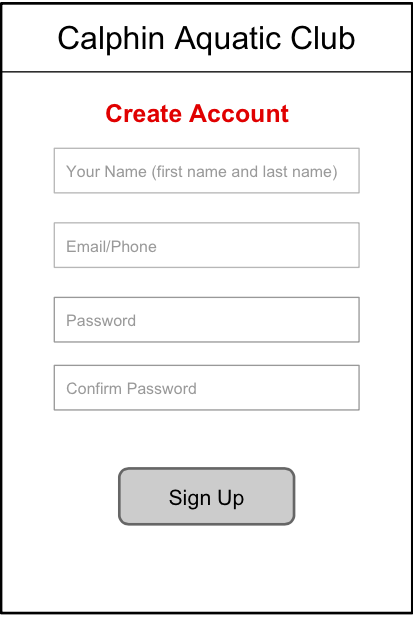 Calphin Aquatic Club
Create Account
Your Name (first name and last name)
Email/Phone
Password
Confirm Password
Sign Up